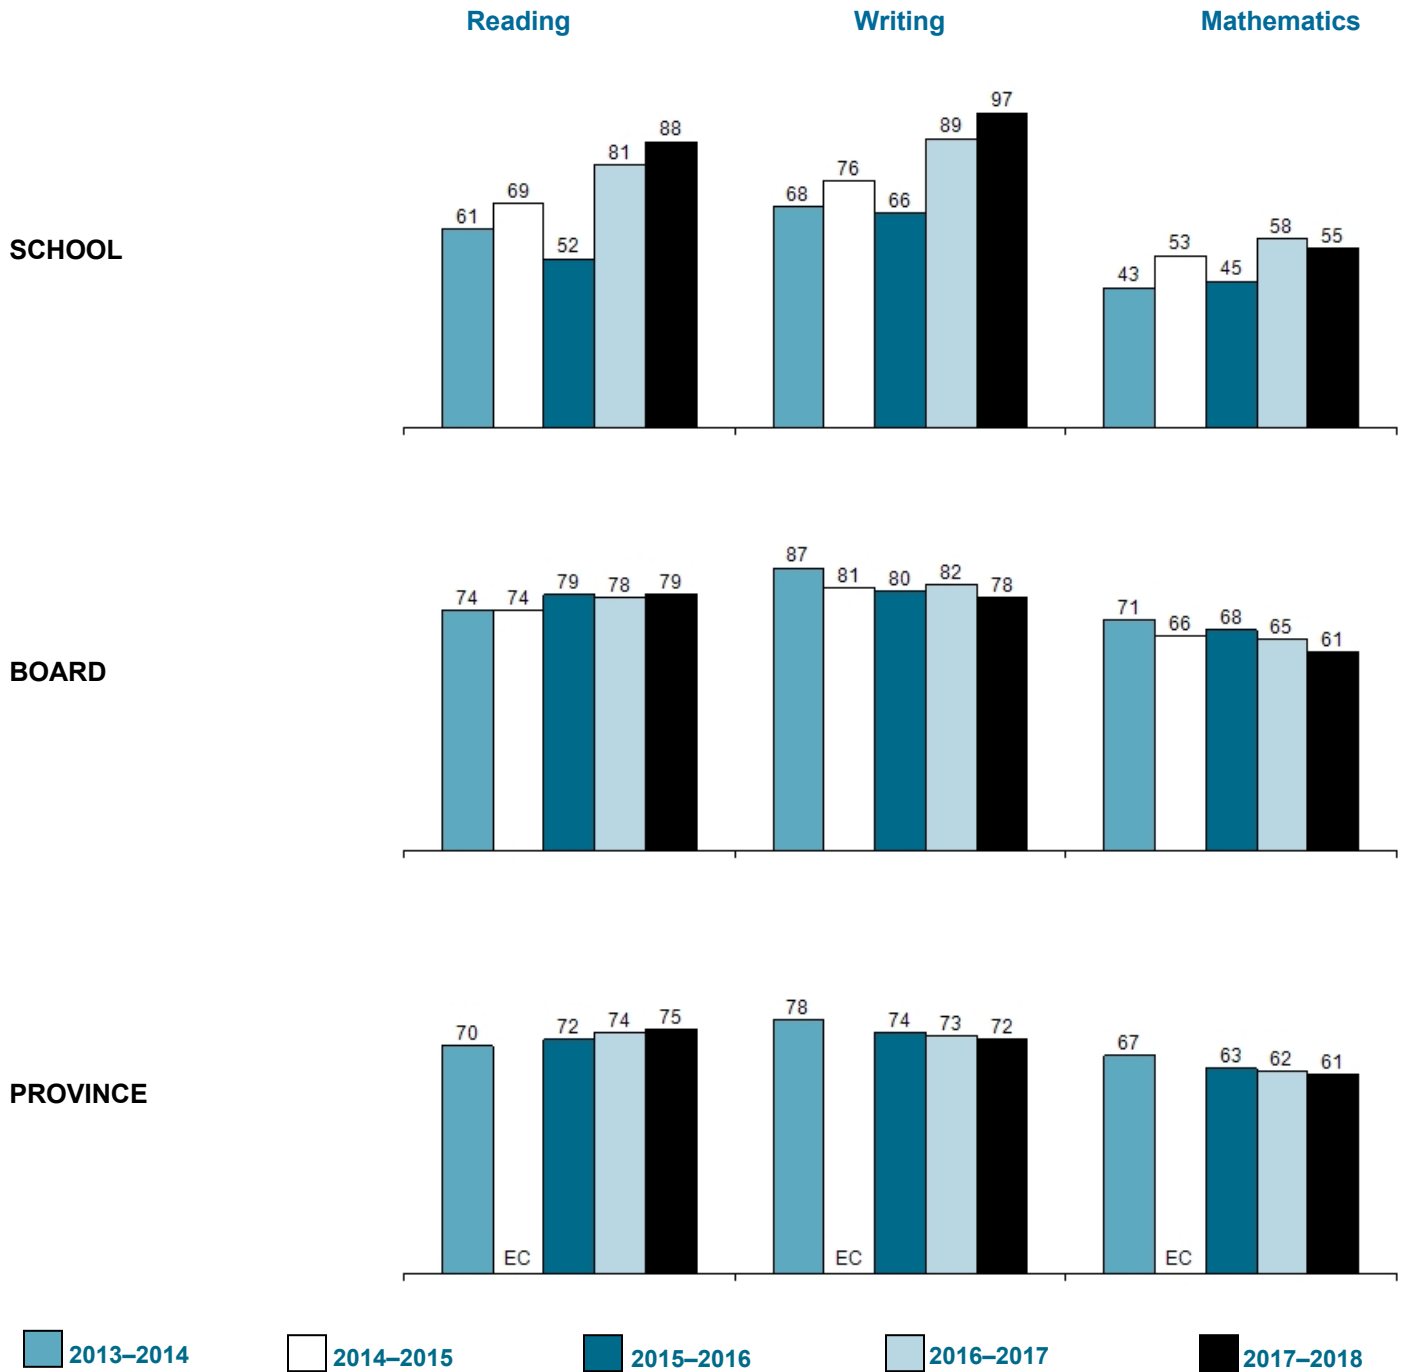 Reading Writing Mathematics
61 69 52 81 88 68 76 66 89 97 43 53 45 58 55
SCHOOL
74 74 79 78 79 87 81 80 82 78 71 66 68 65 61
BOARD
70 EC 72 74 75 78 EC 74 73 72 67 EC 63 62 61
PROVINCE
2013–2014 2014–2015 2015–2016 2016–2017 2017–2018